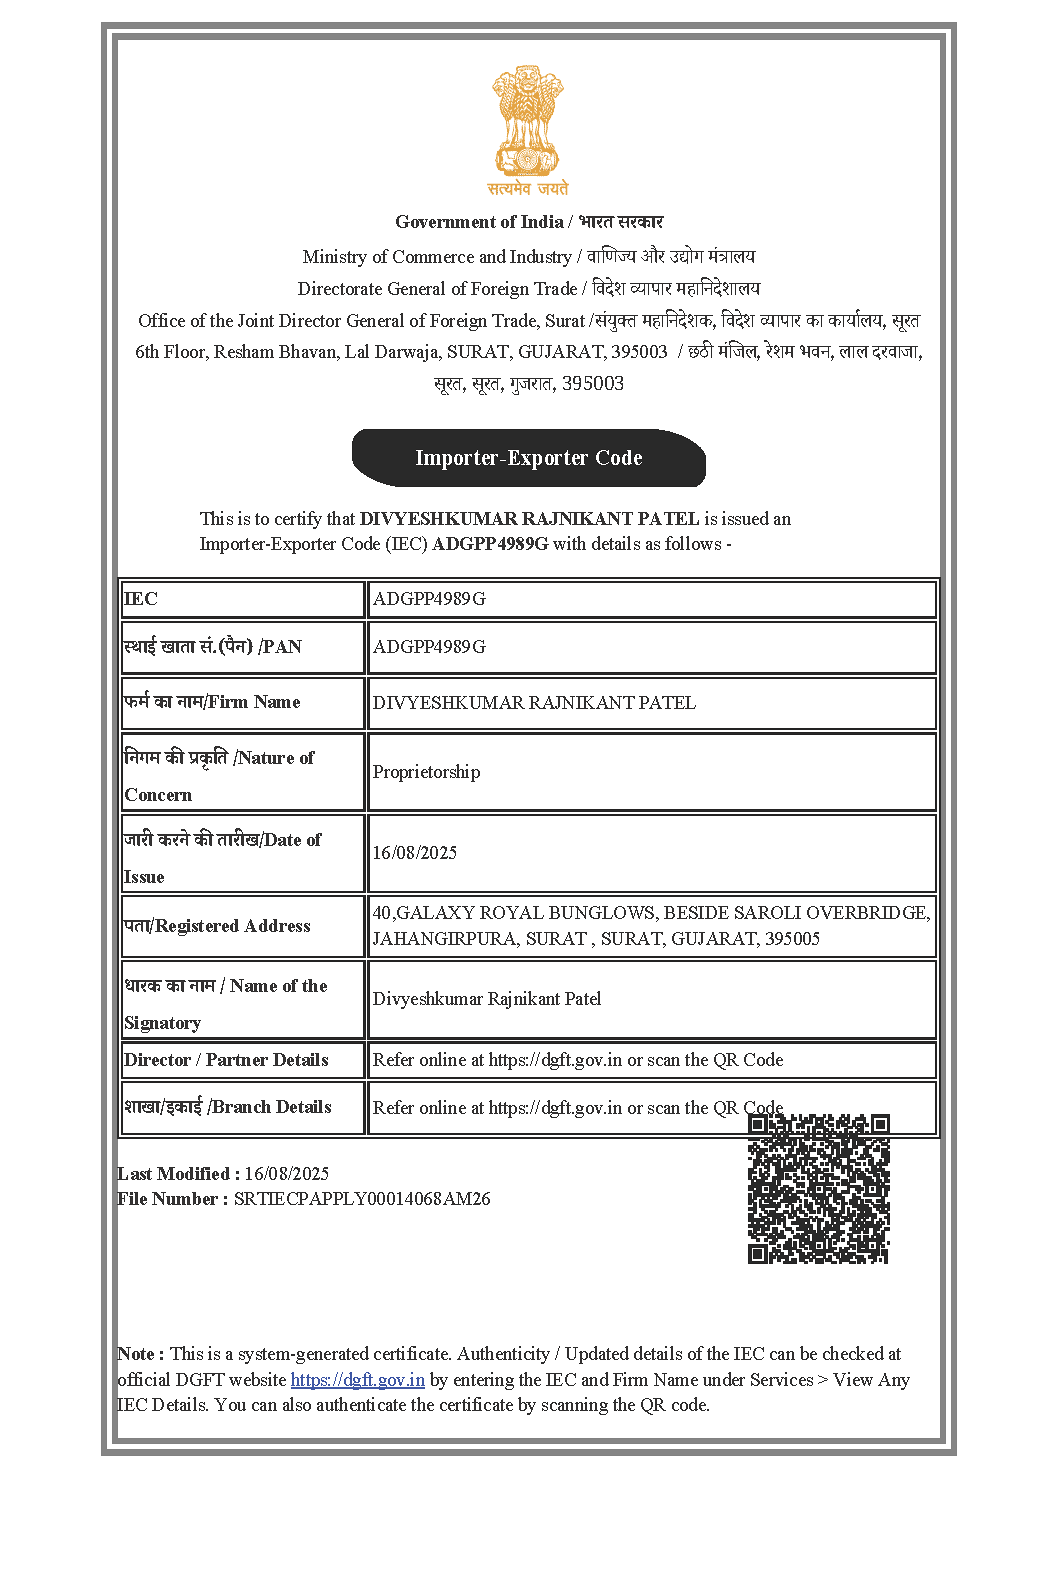 सत्यमेव जयते
Government of India / भारत सरकार
Ministry of Commerce and Industry / वाणिज्य और उद्योग मंत्रालय
Directorate General of Foreign Trade / विदेश व्यापार महानिदेशालय
Office of the Joint Director General of Foreign Trade, Surat /संयुक्त महानिदेशक, विदेश व्यापार का कार्यालय, सूरत
6th Floor, Resham Bhavan, Lal Darwaja, SURAT, GUJARAT, 395003 / छठी मंजिल, रेशम भवन, लाल दरवाजा,
सूरत, सूरत, गुजरात, 395003
Importer-Exporter Code
This is to certify that DIVYESHKUMAR RAJNIKANT PATEL is issued an
Importer-Exporter Code (IEC) ADGPP4989G with details as follows -
IEC ADGPP4989G
स्थाई खाता सं.(पैन) /PAN ADGPP4989G
फर्म का नाम/Firm Name DIVYESHKUMAR RAJNIKANT PATEL
निगम की प्रकृति /Nature of
Concern
Proprietorship
जारी करने की तारीख/Date of
Issue
16/08/2025
पता/Registered Address
40,GALAXY ROYAL BUNGLOWS, BESIDE SAROLI OVERBRIDGE,
JAHANGIRPURA, SURAT , SURAT, GUJARAT, 395005
धारक का नाम / Name of the
Signatory
Divyeshkumar Rajnikant Patel
Director / Partner Details Refer online at https://dgft.gov.in or scan the QR Code
शाखा/इकाई /Branch Details Refer online at https://dgft.gov.in or scan the QR Code
Last Modified : 16/08/2025
File Number : SRTIECPAPPLY00014068AM26
Note : This is a system-generated certificate. Authenticity / Updated details of the IEC can be checked at
official DGFT website https://dgft.gov.in by entering the IEC and Firm Name under Services > View Any
IEC Details. You can also authenticate the certificate by scanning the QR code.